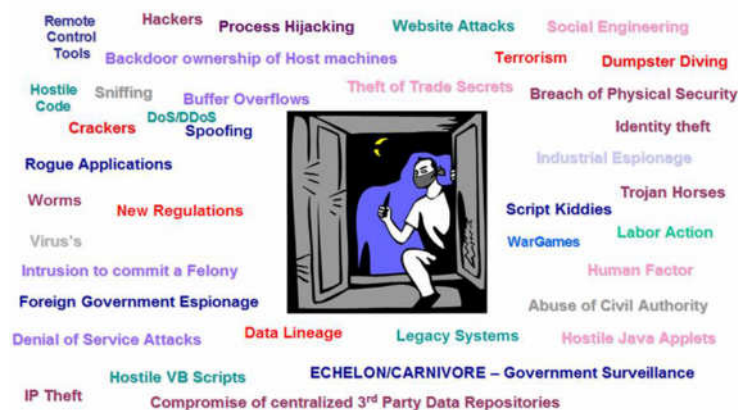 Remote
Control
Tools
Hackers
Process Hijacking
Website Attacks
Social Engineering
Backdoor ownership of Host machines
Terrorism
Dumpster Diving
Hostile
Code
Sniffing
Buffer Overflows
Theft of Trade Secrets
Breach of Physical Security
DoS/DDoS
Crackers
Spoofing
Identity theft
Rogue Applications
Industrial Espionage
Worms
New Regulations
Trojan Horses
Script Kiddies
Virus's
WarGames
Labor Action
Intrusion to commit a Felony
Human Factor
Foreign Government Espionage
Abuse of Civil Authority
Denial of Service Attacks
Data Lineage
Legacy Systems
Hostile Java Applets
Hostile VB Scripts
ECHELON/CARNIVORE – Government Surveillance
IP Theft
Compromise of centralized 3rd Party Data Repositories